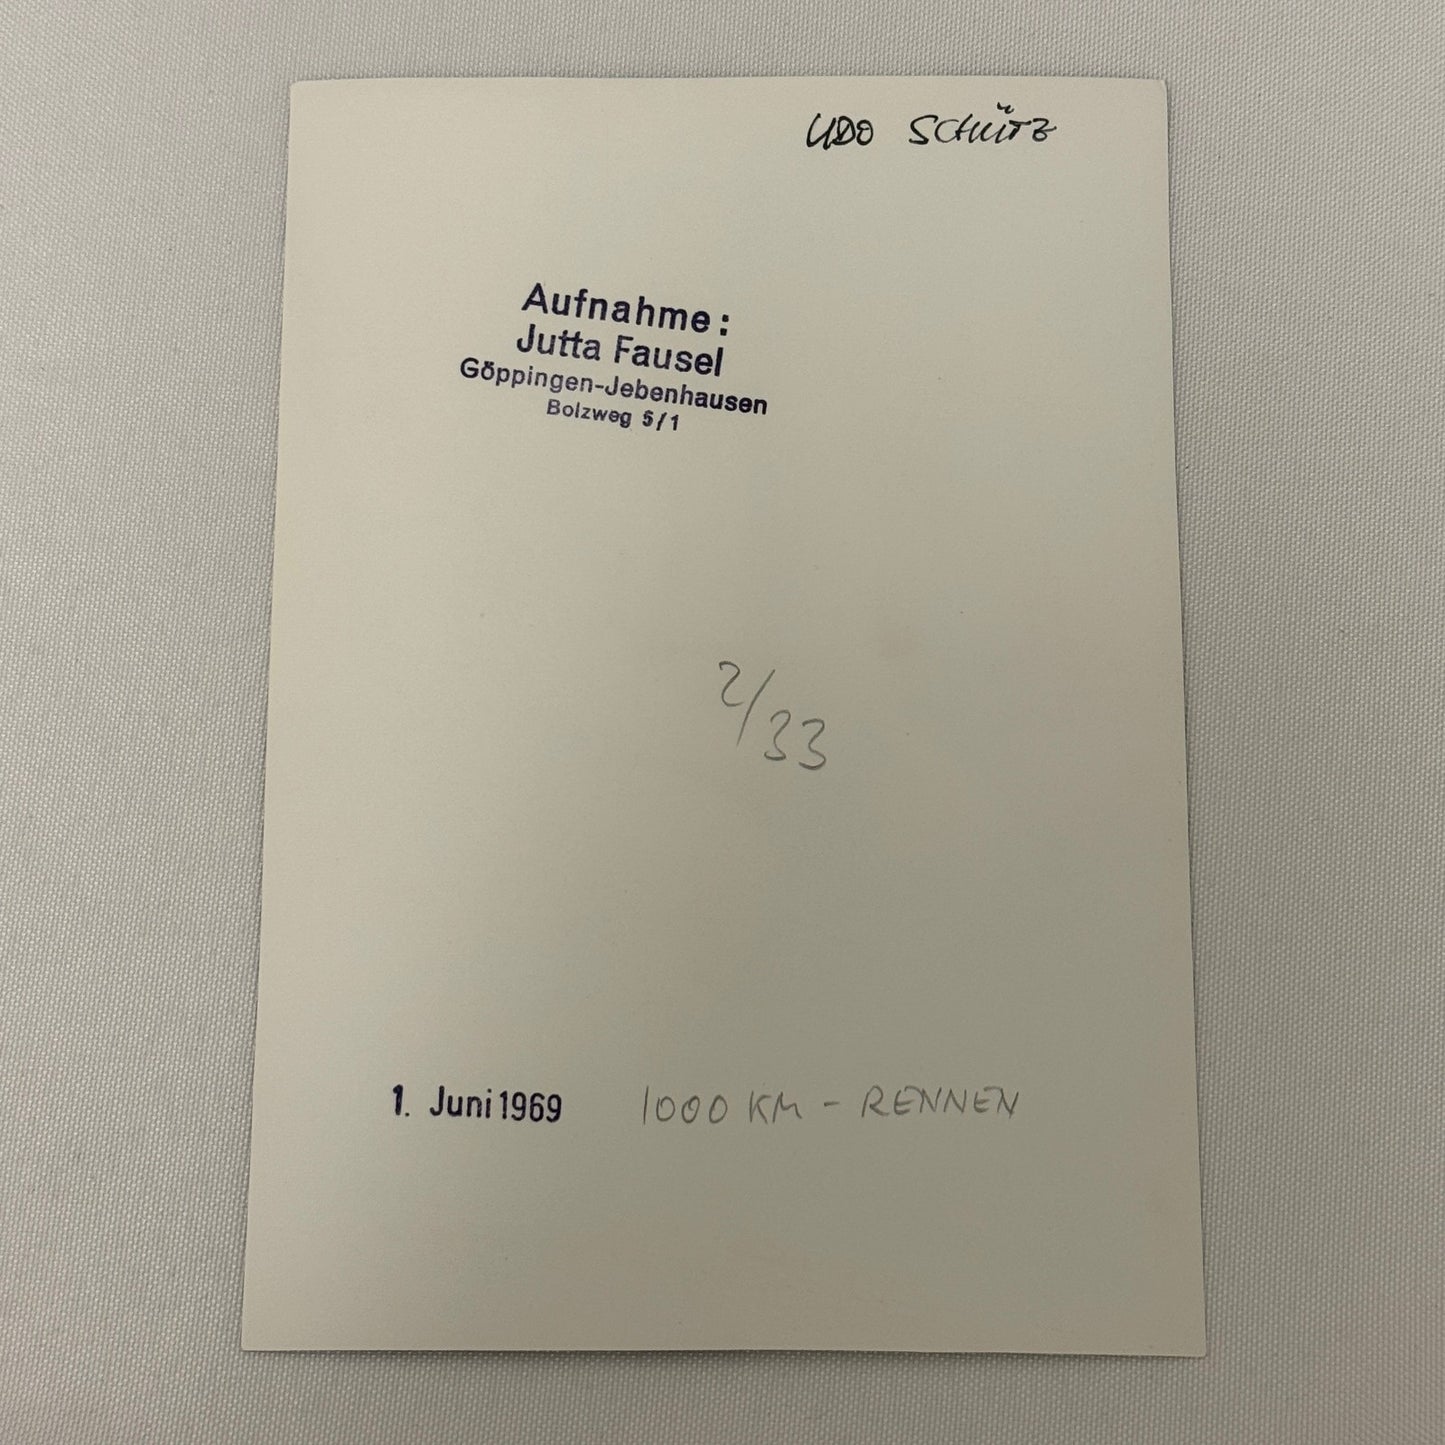 UDO SCHÜTZ
Aufnahme:
Jutta Fausel
Göppingen-Jebenhausen
Bolzweg 5/1
2/33
1. Juni 1969 1000 KM - RENNEN